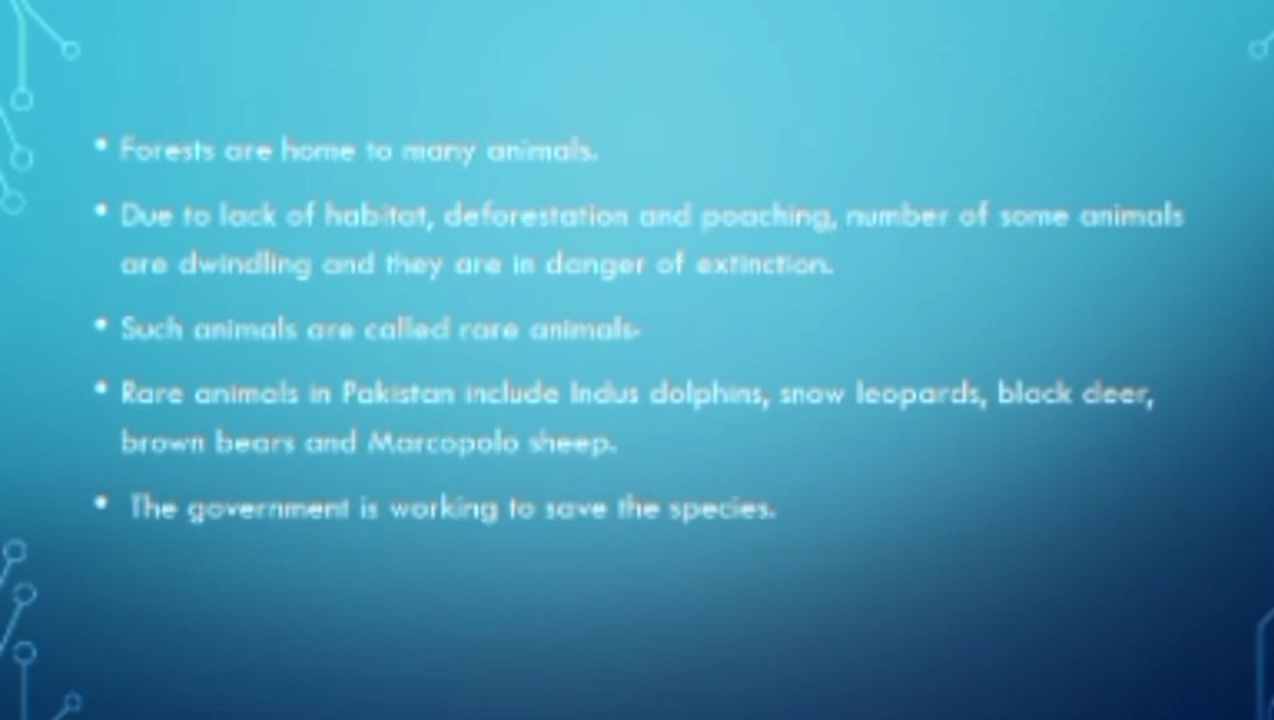 • Forests are home to many animals.
• Due to lack of habitat, deforestation and poaching, number of some animals
are dwindling and they are in danger of extinction.
• Such animals are called rare animals-
• Rare animals in Pakistan include Indus dolphins, snow leopards, black deer,
brown bears and Marcopolo sheep.
• The government is working to save the species.